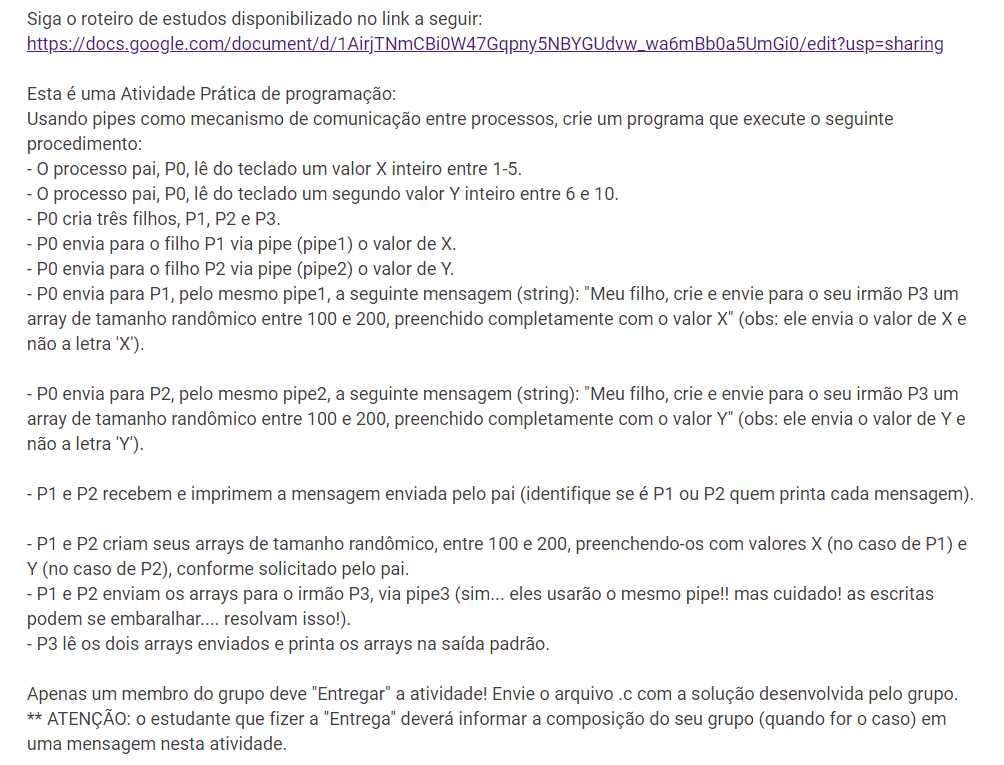 Siga o roteiro de estudos disponibilizado no link a seguir:
https://docs.google.com/document/d/1AirjTNmCBi0W47Gqpny5NBYGUdvw_wa6mBb0a5UmGi0/edit?usp=sharing
Esta é uma Atividade Prática de programação:
Usando pipes como mecanismo de comunicação entre processos, crie um programa que execute o seguinte
procedimento:
- O processo pai, P0, lê do teclado um valor X inteiro entre 1-5.
- O processo pai, P0, lê do teclado um segundo valor Y inteiro entre 6 e 10.
- P0 cria três filhos, P1, P2 e P3.
- P0 envia para o filho P1 via pipe (pipe1) o valor de X.
- P0 envia para o filho P2 via pipe (pipe2) o valor de Y.
- P0 envia para P1, pelo mesmo pipe1, a seguinte mensagem (string): "Meu filho, crie e envie para o seu irmão P3 um
array de tamanho randômico entre 100 e 200, preenchido completamente com o valor X" (obs: ele envia o valor de X e
não a letra 'X').
- P0 envia para P2, pelo mesmo pipe2, a seguinte mensagem (string): "Meu filho, crie e envie para o seu irmão P3 um
array de tamanho randômico entre 100 e 200, preenchido completamente com o valor Y" (obs: ele envia o valor de Y e
não a letra 'Y').
- P1 e P2 recebem e imprimem a mensagem enviada pelo pai (identifique se é P1 ou P2 quem printa cada mensagem).
- P1 e P2 criam seus arrays de tamanho randômico, entre 100 e 200, preenchendo-os com valores X (no caso de P1) e
Y (no caso de P2), conforme solicitado pelo pai.
- P1 e P2 enviam os arrays para o irmão P3, via pipe3 (sim... eles usarão o mesmo pipe!! mas cuidado! as escritas
podem se embaralhar.... resolvam isso!).
- P3 lê os dois arrays enviados e printa os arrays na saída padrão.
Apenas um membro do grupo deve "Entregar" a atividade! Envie o arquivo .c com a solução desenvolvida pelo grupo.
** ATENÇÃO: o estudante que fizer a "Entrega" deverá informar a composição do seu grupo (quando for o caso) em
uma mensagem nesta atividade.